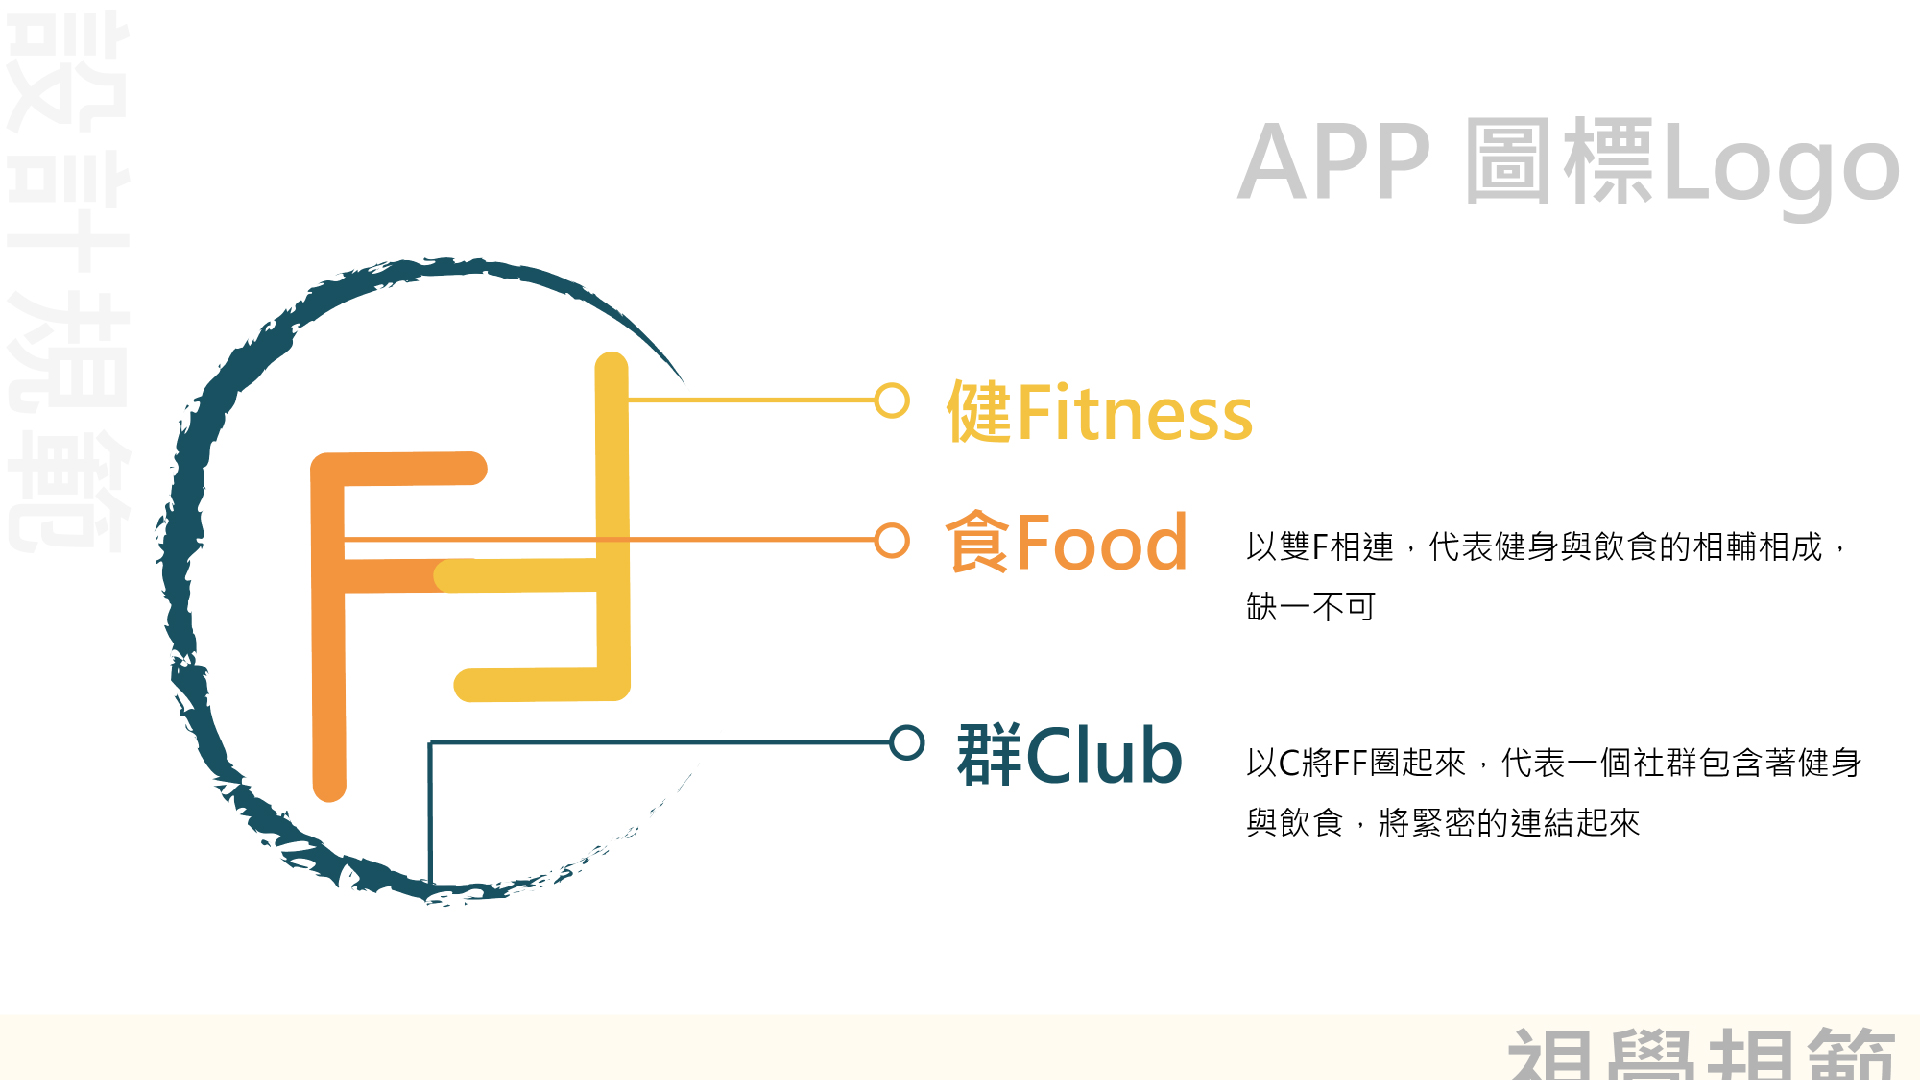 設計規範
APP 圖標Logo
健Fitness
食Food
以雙F相連，代表健身與飲食的相輔相成，
缺一不可
群Club
以C將FF圈起來，代表一個社群包含著健身
與飲食，將緊密的連結起來
視學規範